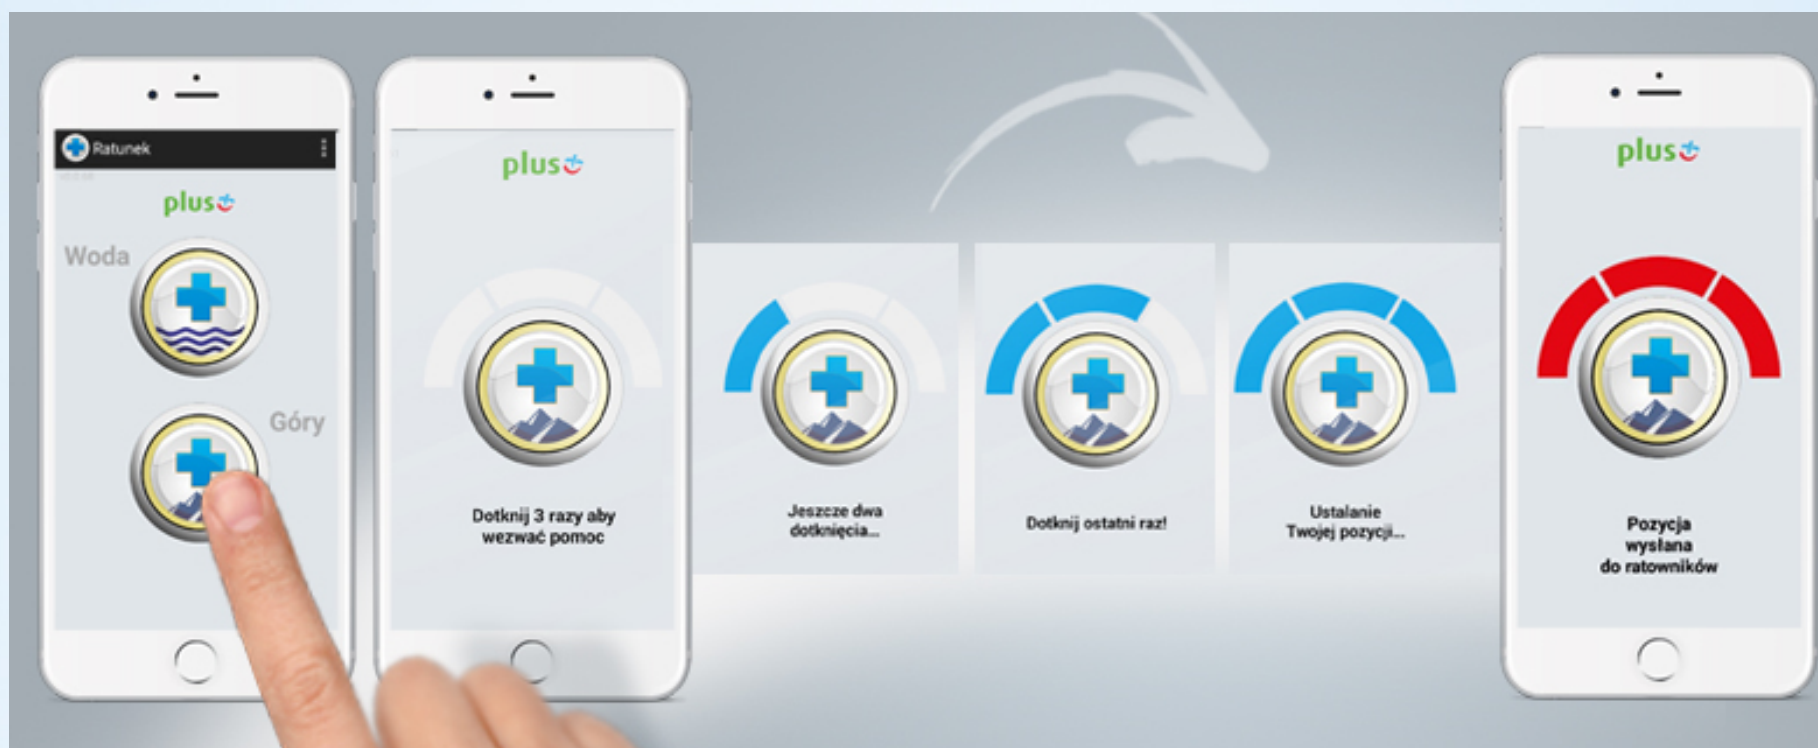 Ratunek
plus
Woda
Góry
plus
Dotknij 3 razy aby
wezwać pomoc
Jeszcze dwa
dotknięcia...
Dotknij ostatni raz!
Ustalanie
Twojej pozycji...
plus
Pozycja
wysłana
do ratowników